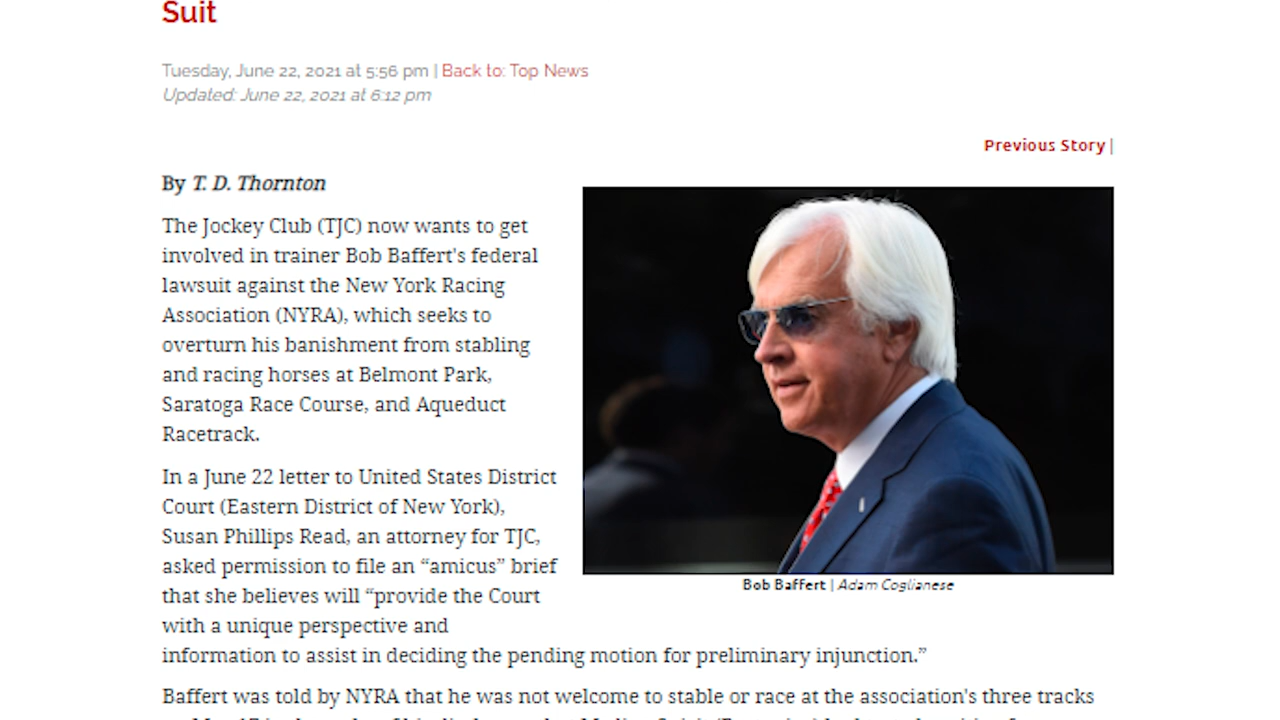 Suit
Tuesday, June 22, 2021 at 5:56 pm | Back to: Top News
Updated: June 22, 2021 at 6:12 pm
Previous Story |
By T. D. Thornton
The Jockey Club (TJC) now wants to get
involved in trainer Bob Baffert's federal
lawsuit against the New York Racing
Association (NYRA), which seeks to
overturn his banishment from stabling
and racing horses at Belmont Park,
Saratoga Race Course, and Aqueduct
Racetrack.
In a June 22 letter to United States District
Court (Eastern District of New York),
Susan Phillips Read, an attorney for TJC,
asked permission to file an “amicus” brief
that she believes will “provide the Court
with a unique perspective and
information to assist in deciding the pending motion for preliminary injunction.”
Bob Baffert | Adam Coglianese
Baffert was told by NYRA that he was not welcome to stable or race at the association's three tracks